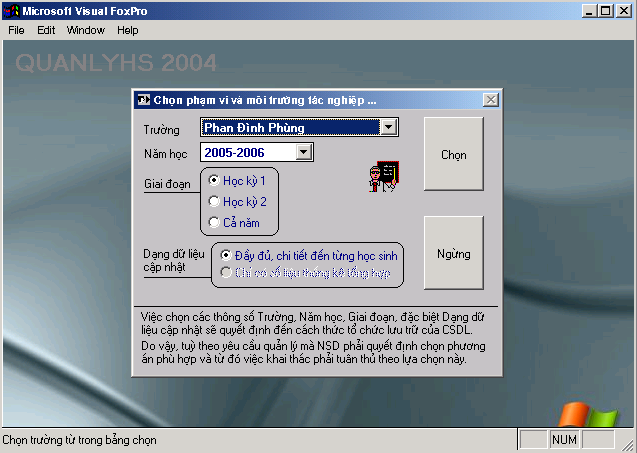 Microsoft Visual FoxPro
File Edit Window Help
QUANLYHS 2004
Chọn phạm vi và môi trường tác nghiệp ...
Trường
Phan Đình Phùng
Năm học
2005-2006
Chọn
Giai đoạn
Học kỳ 1
Học kỳ 2
Cả năm
Dạng dữ liệu
cập nhật
Đầy đủ, chi tiết đến từng học sinh
Chỉ có số liệu thống kê tổng hợp
Ngừng
Việc chọn các thông số Trường, Năm học, Giai đoạn, đặc biệt Dạng dữ
liệu cập nhật sẽ quyết định đến cách thức tổ chức lưu trữ của CSDL.
Do vậy, tuỳ theo yêu cầu quản lý mà NSD phải quyết định chọn phương
án phù hợp và từ đó việc khai thác phải tuân thủ theo lựa chọn này.
Chọn trường từ trong bảng chọn
NUM